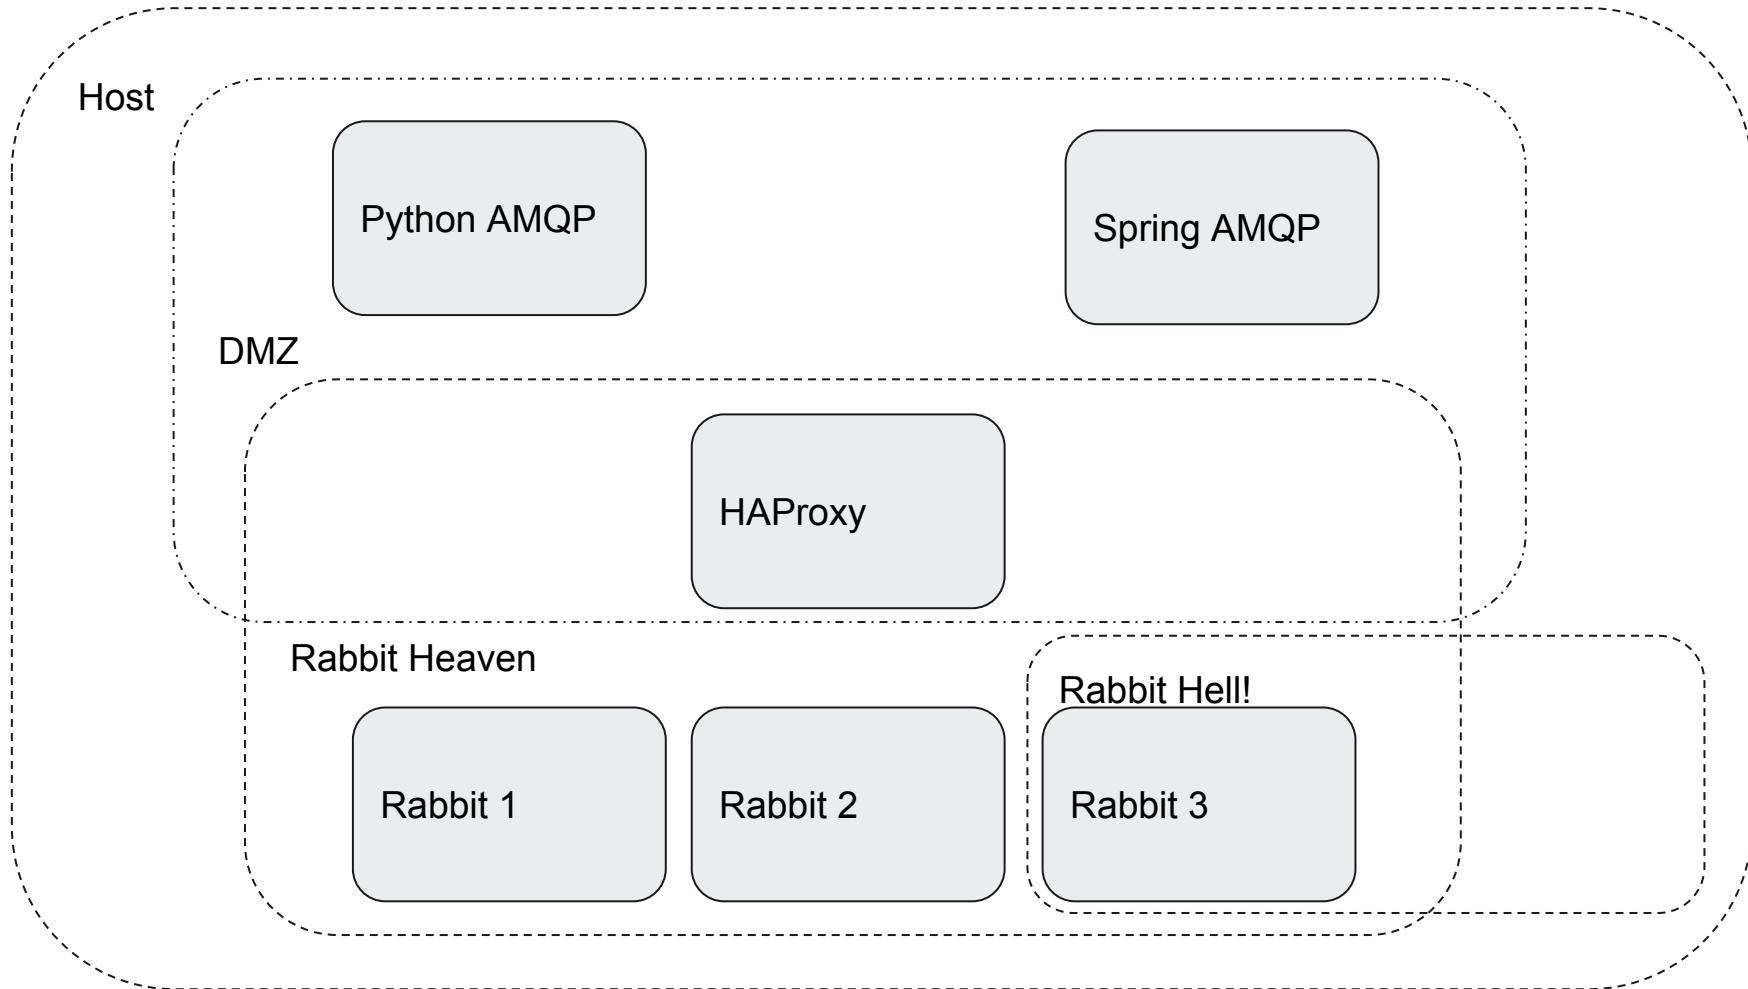 Host
Python AMQP
Spring AMQP
DMZ
HAProxy
Rabbit Heaven
Rabbit Hell!
Rabbit 1
Rabbit 2
Rabbit 3